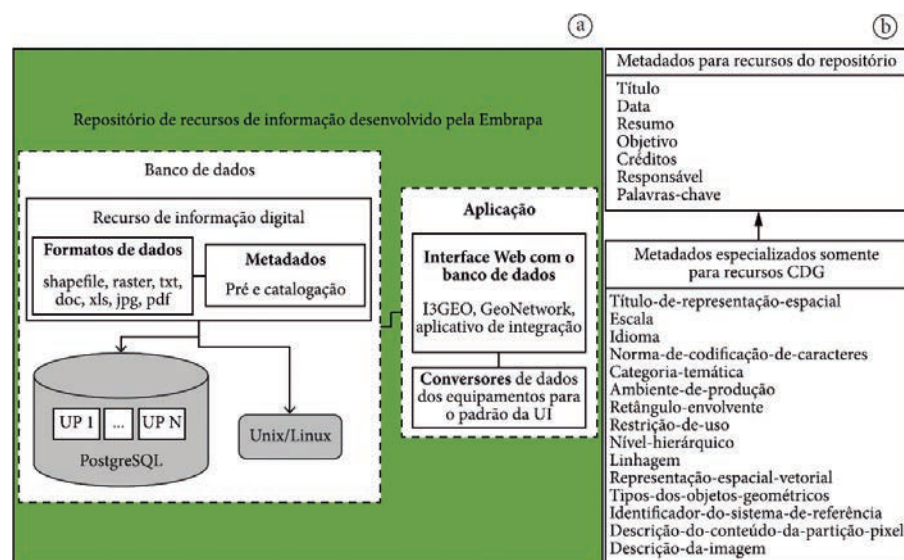 a
b
Repositório de recursos de informação desenvolvido pela Embrapa
Banco de dados
Recurso de informação digital
Formatos de dados
shapefile, raster, txt,
doc, xls, jpg, pdf
Metadados
Pré e catalogação
UP 1
...
UP N
PostgreSQL
Unix/Linux
Aplicação
Interface Web com o
banco de dados
I3GEO, GeoNetwork,
aplicativo de integração
Conversores de dados
dos equipamentos para
o padrão da UI
Metadados para recursos do repositório
Título
Data
Resumo
Objetivo
Créditos
Responsável
Palavras-chave
Metadados especializados somente
para recursos CDG
Título-de-representação-espacial
Escala
Idioma
Norma-de-codificação-de-caracteres
Categoria-temática
Ambiente-de-produção
Retângulo-envolvente
Restrição-de-uso
Nível-hierárquico
Linhagem
Representação-espacial-vetorial
Tipos-dos-objetos-geométricos
Identificador-do-sistema-de-referência
Descrição-do-conteúdo-da-partição-pixel
Descrição-da-imagem